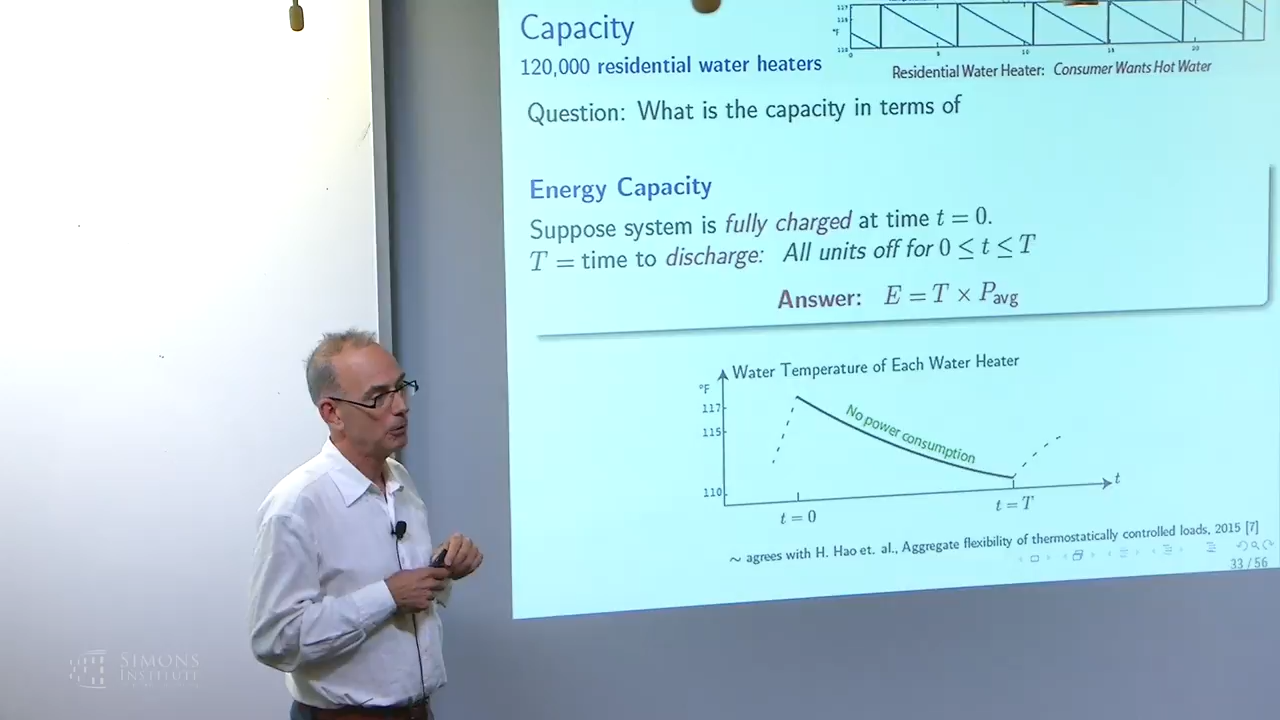 Capacity
120,000 residential water heaters
°F
Residential Water Heater: Consumer Wants Hot Water
Question: What is the capacity in terms of
Energy Capacity
Suppose system is fully charged at time t = 0.
T = time to discharge: All units off for 0 ≤ t ≤ T
Answer: E = T × Pavg
Water Temperature of Each Water Heater
°F
117
115
110
No power consumption
t
t = 0
t = T
∼ agrees with H. Hao et. al., Aggregate flexibility of thermostatically controlled loads, 2015 [7]
33 / 56
SIMONS
INSTITUTE